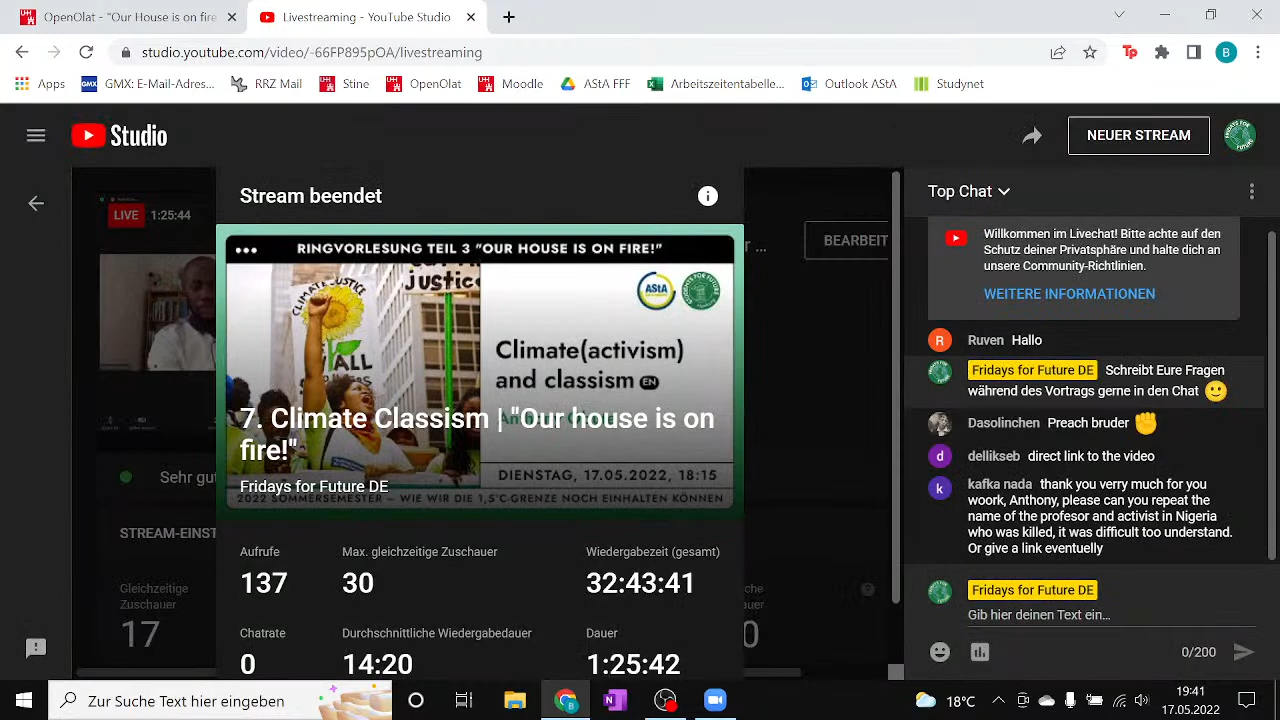 OpenOlat - "Our House is on fire
Livestreaming - YouTube Studio
studio.youtube.com/video/-66FP895pOA/livestreaming
Apps
GMX
GMX: E-Mail-Adres...
RRZ Mail
Stine
OpenOlat
Moodle
AStA FFF
Arbeitszeitentabelle...
Outlook AStA
Studynet
Studio
NEUER STREAM
LIVE 1:25:44
Stream beendet
BEARBEIT
RINGVORLESUNG TEIL 3 "OUR HOUSE IS ON FIRE!"
CLIMATE JUSTICE
Justice
AStA
Climate(activism)
and classism EN
7. Climate Classism | "Our house is on
fire!"
DIENSTAG, 17.05.2022, 18:15
Fridays for Future DE
2022 SOMMERSEMESTER – WIE WIR DIE 1,5°C-GRENZE NOCH EINHALTEN KÖNNEN
Sehr gut
STREAM-EINST
Gleichzeitige
Zuschauer
17
Aufrufe
137
Max. gleichzeitige Zuschauer
30
Wiedergabezeit (gesamt)
32:43:41
Chatrate
0
Durchschnittliche Wiedergabedauer
14:20
Dauer
1:25:42
Top Chat
Willkommen im Livechat! Bitte achte auf den
Schutz deiner Privatsphäre und halte dich an
unsere Community-Richtlinien.
WEITERE INFORMATIONEN
R Ruven Hallo
Fridays for Future DE Schreibt Eure Fragen
während des Vortrags gerne in den Chat
Dasolinchen Preach bruder
d dellikseb direct link to the video
k kafka nada thank you verry much for you
woork, Anthony, please can you repeat the
name of the profesor and activist in Nigeria
who was killed, it was difficult too understand.
Or give a link eventuelly
Fridays for Future DE
Gib hier deinen Text ein...
0/200
Zur Suche Text hier eingeben
18°C
19:41
17.05.2022